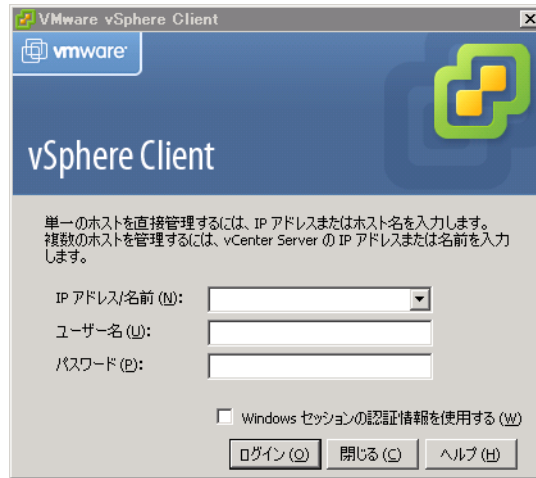 VMware vSphere Client
vmware
vSphere Client
単一のホストを直接管理するには、IP アドレスまたはホスト名を入力します。
複数のホストを管理するには、vCenter Server の IP アドレスまたは名前を入力
します。
IP アドレス/名前 (N):
ユーザー名 (U):
パスワード (P):
Windows セッションの認証情報を使用する (W)
ログイン (O) 閉じる (C) ヘルプ (H)